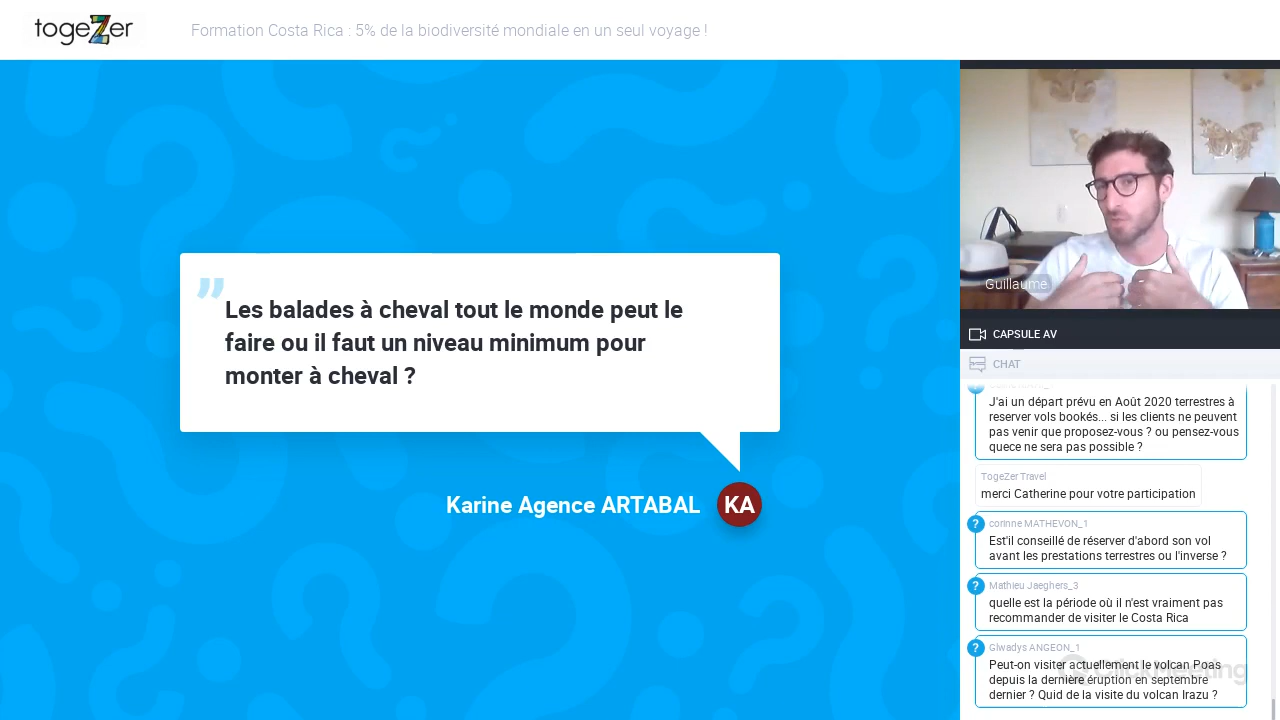 togeZer
Formation Costa Rica : 5% de la biodiversité mondiale en un seul voyage !
Les balades à cheval tout le monde peut le
faire ou il faut un niveau minimum pour
monter à cheval ?
Karine Agence ARTABAL
KA
Guillaume
CAPSULE AV
CHAT
J'ai un départ prévu en Août 2020 terrestres à
reserver vols bookés... si les clients ne peuvent
pas venir que proposez-vous ? ou pensez-vous
quece ne sera pas possible ?
TogeZer Travel
merci Catherine pour votre participation
?
corinne MATHEVON_1
Est'il conseillé de réserver d'abord son vol
avant les prestations terrestres ou l'inverse ?
?
Mathieu Jaeghers_3
quelle est la période où il n'est vraiment pas
recommander de visiter le Costa Rica
?
Glwadys ANGEON_1
Peut-on visiter actuellement le volcan Poas
depuis la dernière éruption en septembre
dernier ? Quid de la visite du volcan Irazu ?
ClickMeeting